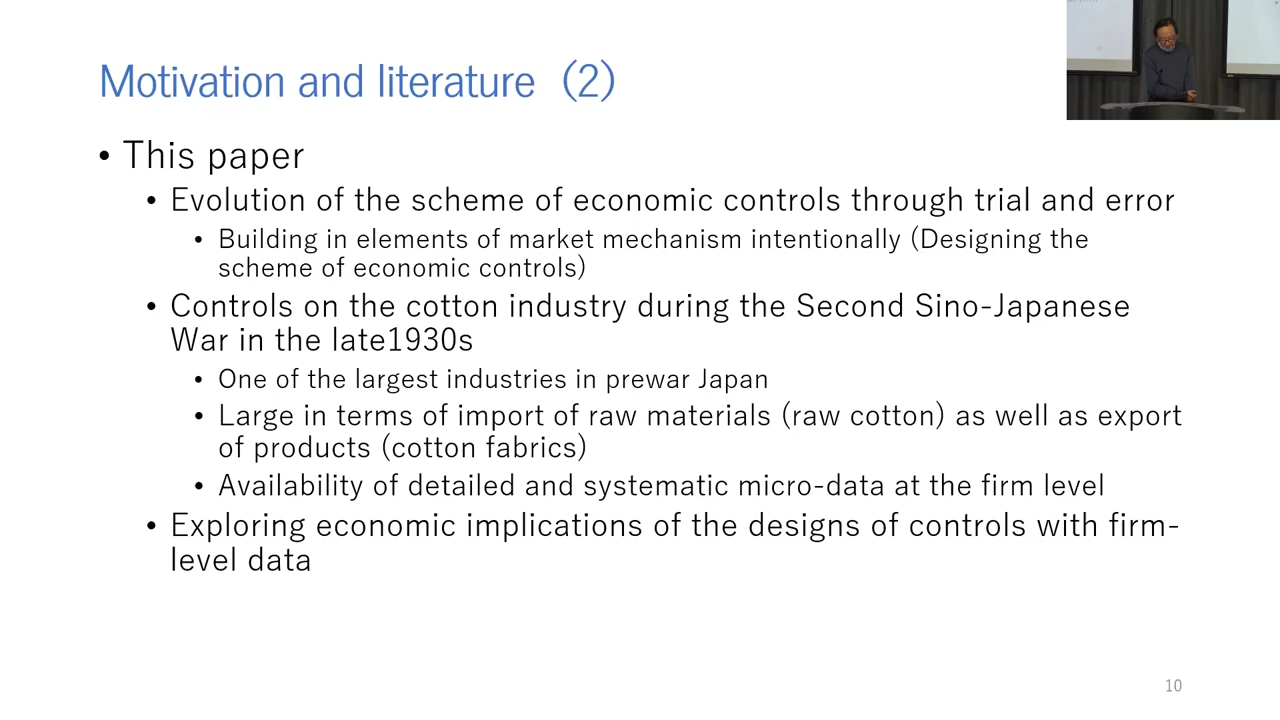 Motivation and literature (2)
• This paper
• Evolution of the scheme of economic controls through trial and error
• Building in elements of market mechanism intentionally (Designing the
scheme of economic controls)
• Controls on the cotton industry during the Second Sino-Japanese
War in the late1930s
• One of the largest industries in prewar Japan
• Large in terms of import of raw materials (raw cotton) as well as export
of products (cotton fabrics)
• Availability of detailed and systematic micro-data at the firm level
• Exploring economic implications of the designs of controls with firm-
level data
10